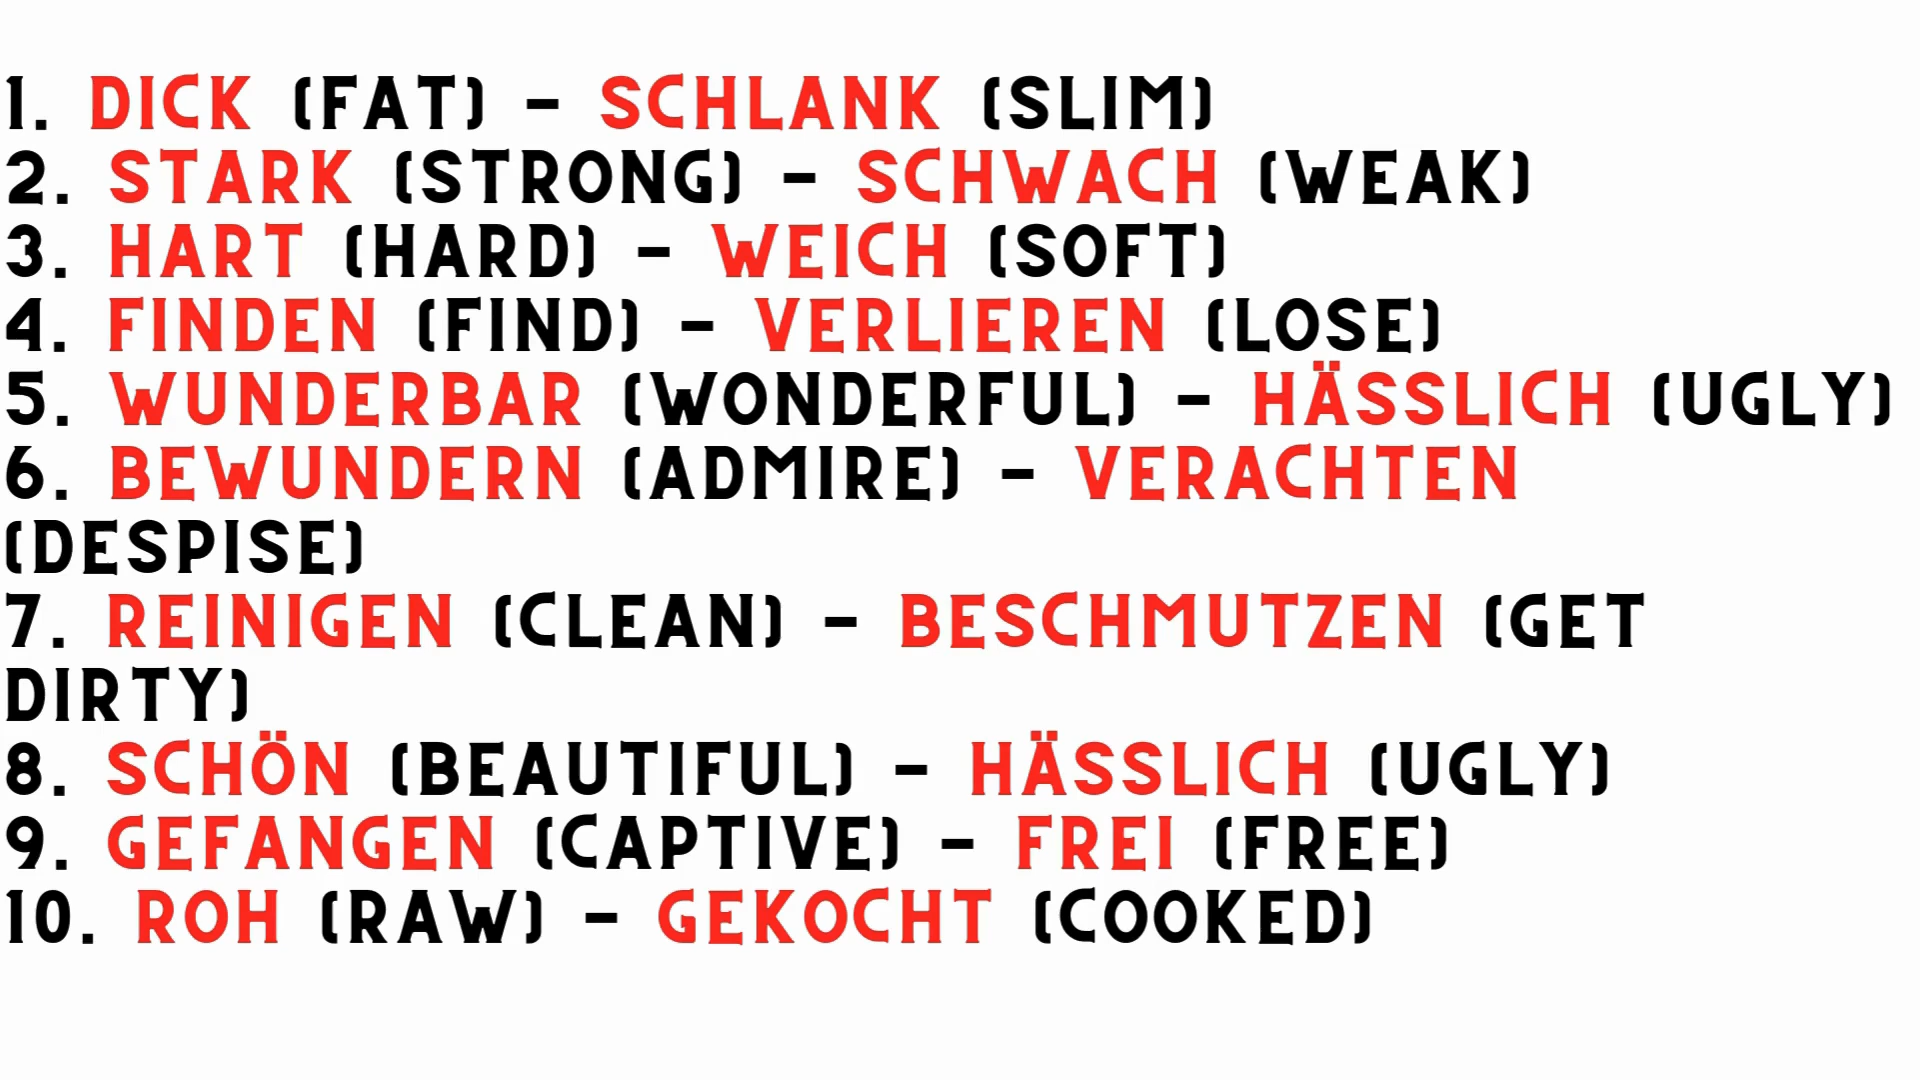 1. DICK (FAT) - SCHLANK (SLIM)
2. STARK (STRONG) - SCHWACH (WEAK)
3. HART (HARD) - WEICH (SOFT)
4. FINDEN (FIND) - VERLIEREN (LOSE)
5. WUNDERBAR (WONDERFUL) - HÄSSLICH (UGLY)
6. BEWUNDERN (ADMIRE) - VERACHTEN
(DESPISE)
7. REINIGEN (CLEAN) - BESCHMUTZEN (GET
DIRTY)
8. SCHÖN (BEAUTIFUL) - HÄSSLICH (UGLY)
9. GEFANGEN (CAPTIVE) - FREI (FREE)
10. ROH (RAW) - GEKOCHT (COOKED)